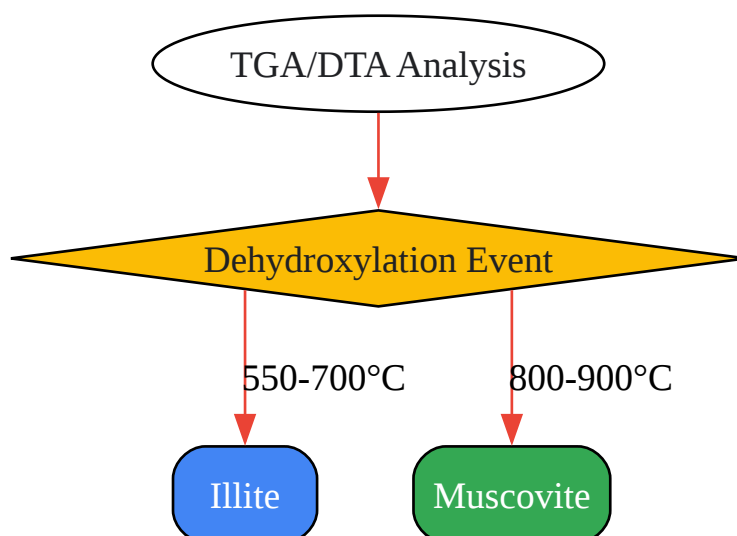 TGA/DTA Analysis
Dehydroxylation Event
550-700°C
800-900°C
Illite
Muscovite